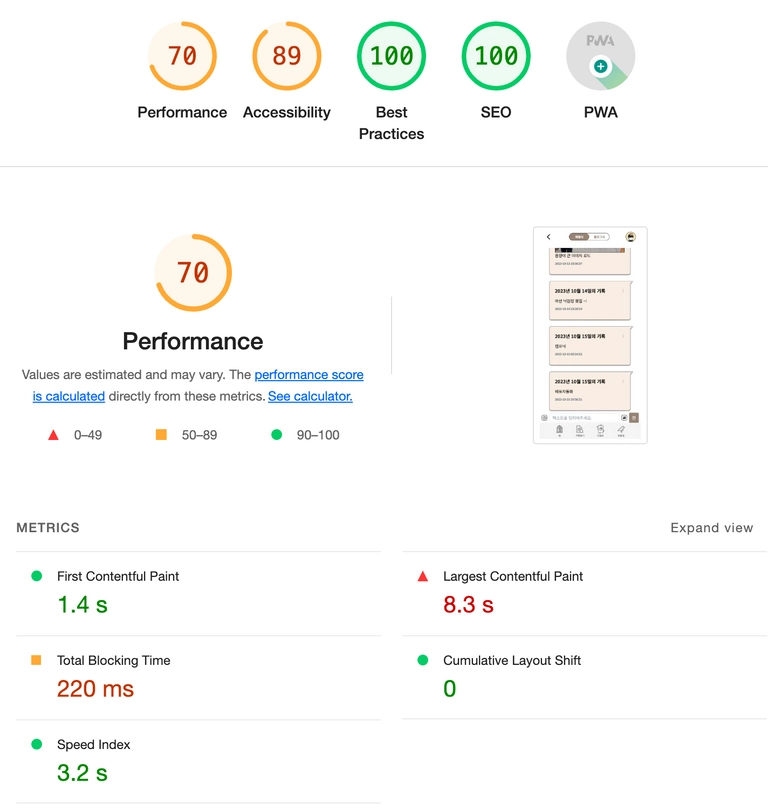 70
89
100
100
PWA
Performance
Accessibility
Best
Practices
SEO
PWA
70
Performance
Values are estimated and may vary. The performance score
is calculated directly from these metrics. See calculator.
0–49
50–89
90–100
2023년 10월 14일의 기록
2023년 10월 15일의 기록
2023년 10월 15일의 기록
METRICS
Expand view
First Contentful Paint
1.4 s
Largest Contentful Paint
8.3 s
Total Blocking Time
220 ms
Cumulative Layout Shift
0
Speed Index
3.2 s